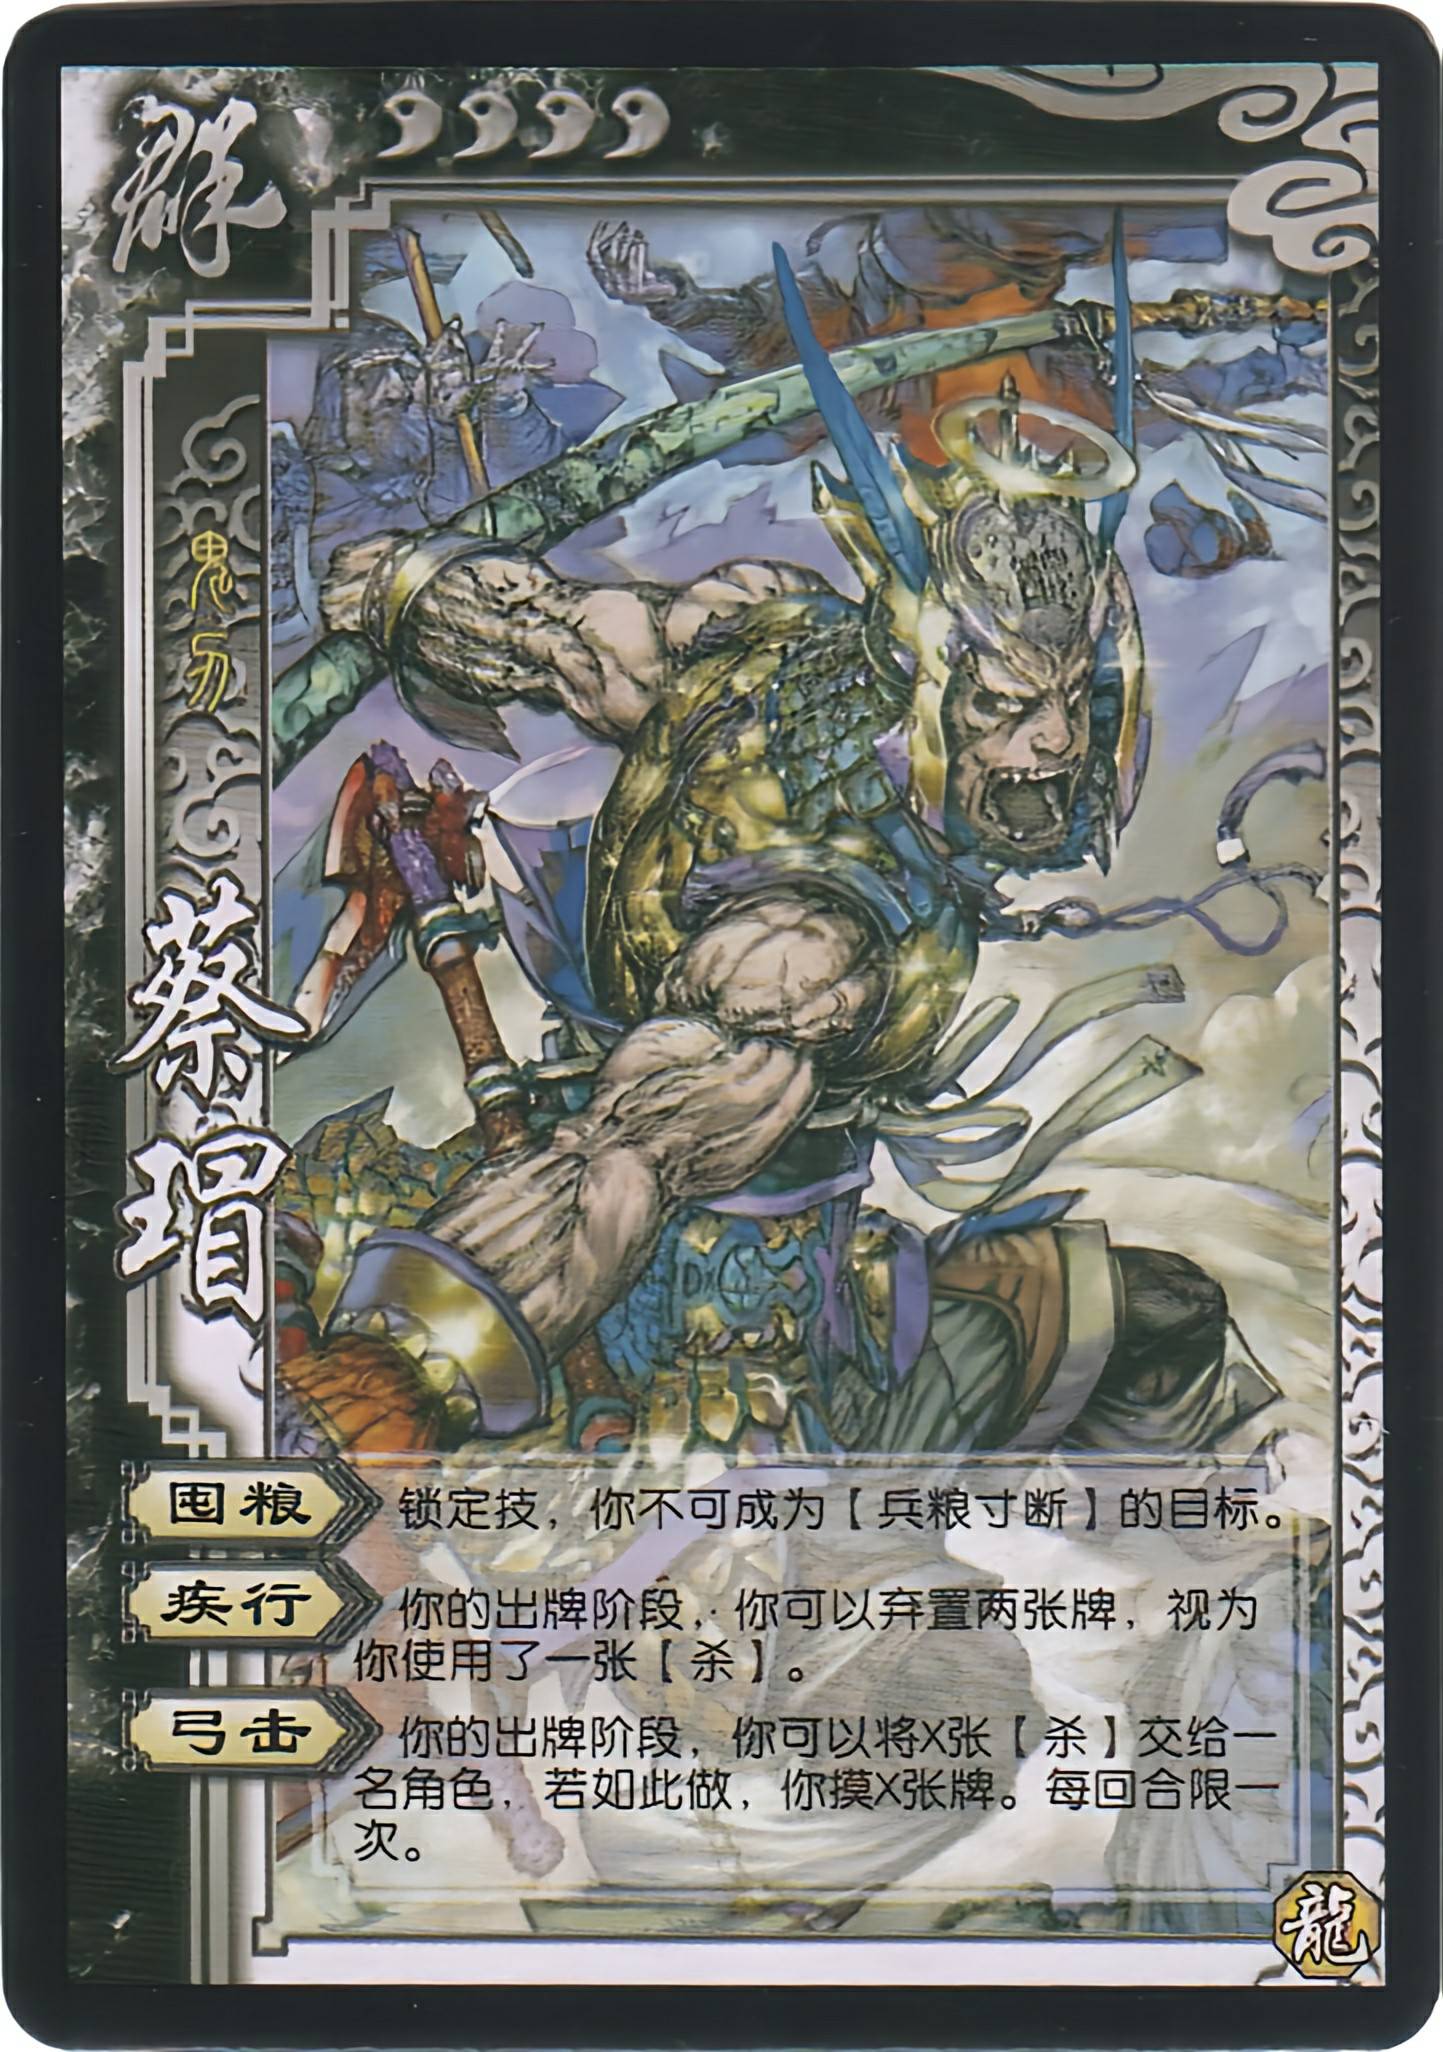 群
鬼刃
蔡瑁
囤粮
锁定技，你不可成为【兵粮寸断】的目标。
疾行
你的出牌阶段，你可以弃置两张牌，视为
你使用了一张【杀】。
弓击
你的出牌阶段，你可以将X张【杀】交给一
名角色，若如此做，你摸X张牌。每回合限一
次。
龍